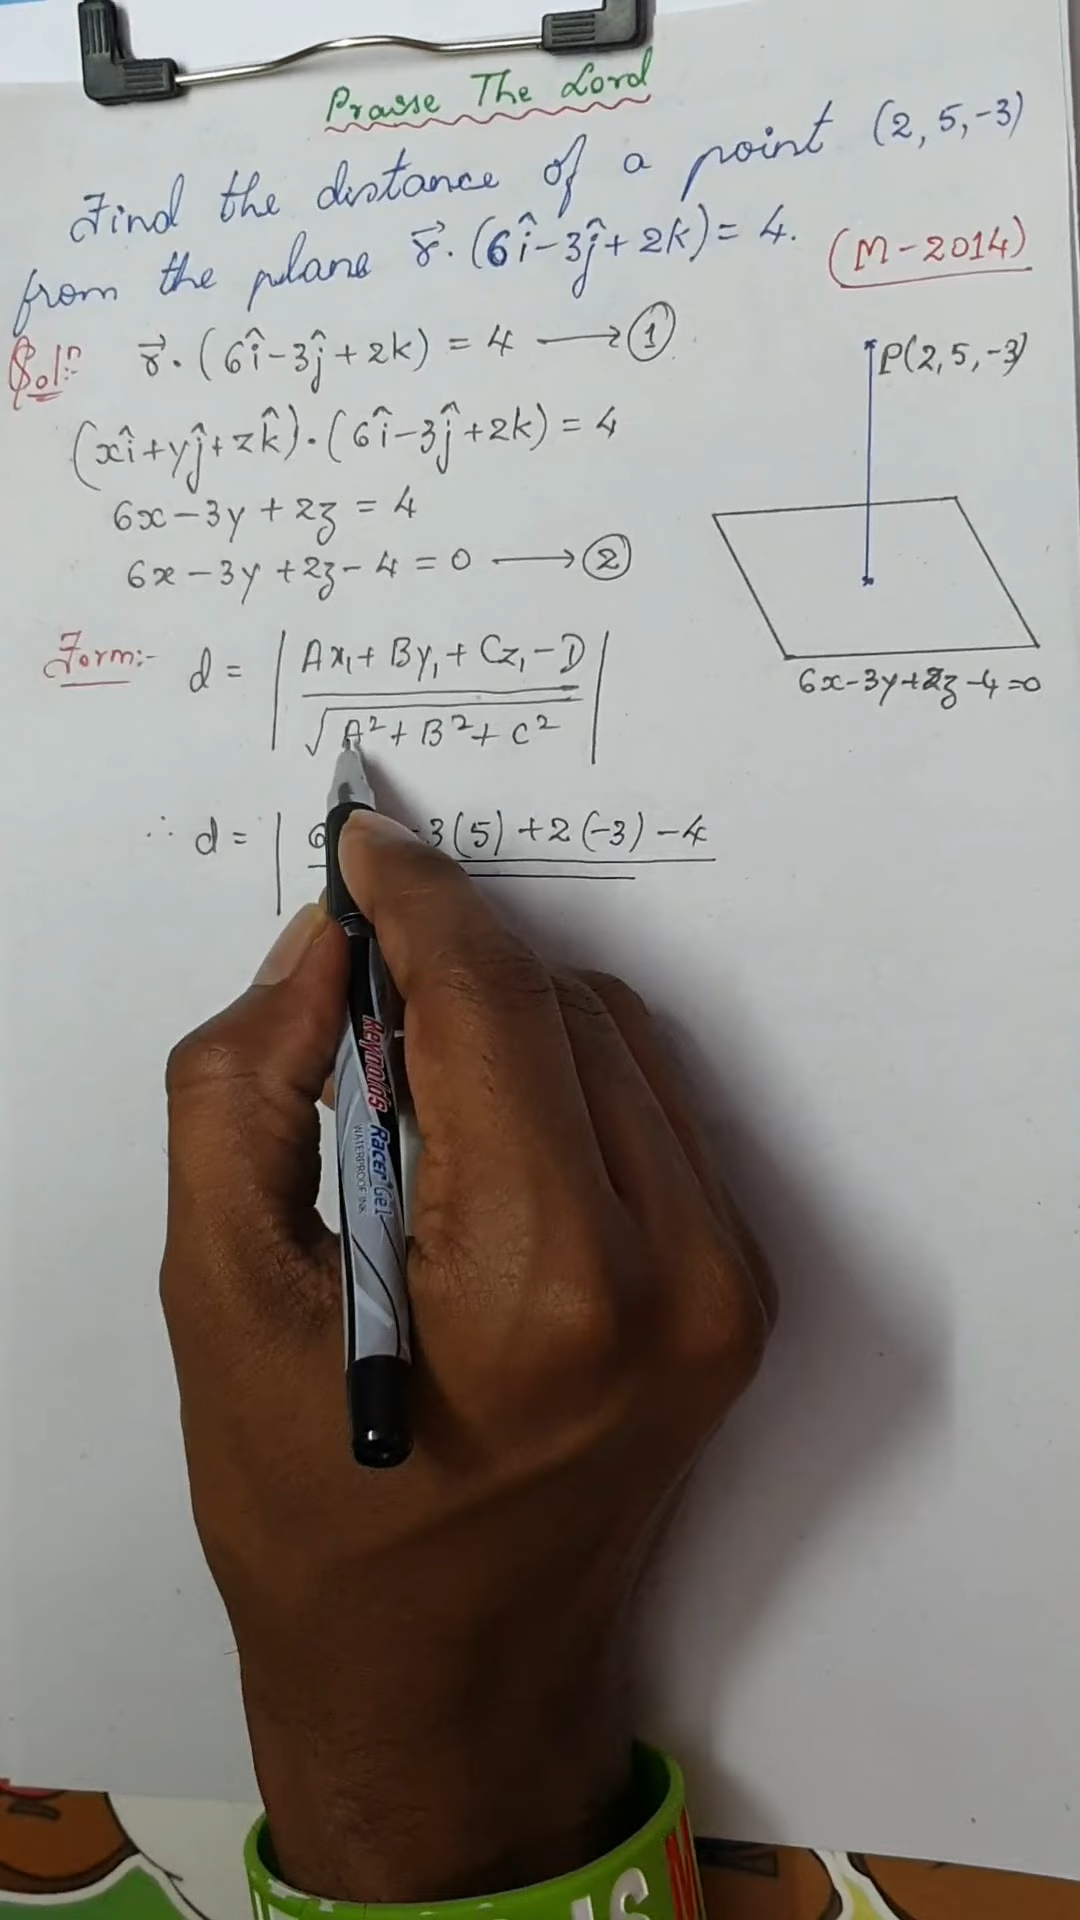 Praise The Lord
Find the distance of a point (2, 5, -3)
from the plane r⃗. (6î - 3ĵ + 2k) = 4. (M-2014)
Solⁿ:- r⃗ . (6î - 3ĵ + 2k) = 4 → ①
(xî + yĵ + zk̂) . (6î - 3ĵ + 2k) = 4
6x - 3y + 2z = 4
6x - 3y + 2z - 4 = 0 → ②
P(2, 5, -3)
6x - 3y + 2z - 4 = 0
Form:- d = | Ax₁ + By₁ + Cz₁ - D |
√A² + B² + C²
∴ d = | 6 -3(5) + 2(-3) - 4
Reynolds Racer Gel
WATERPROOF INK